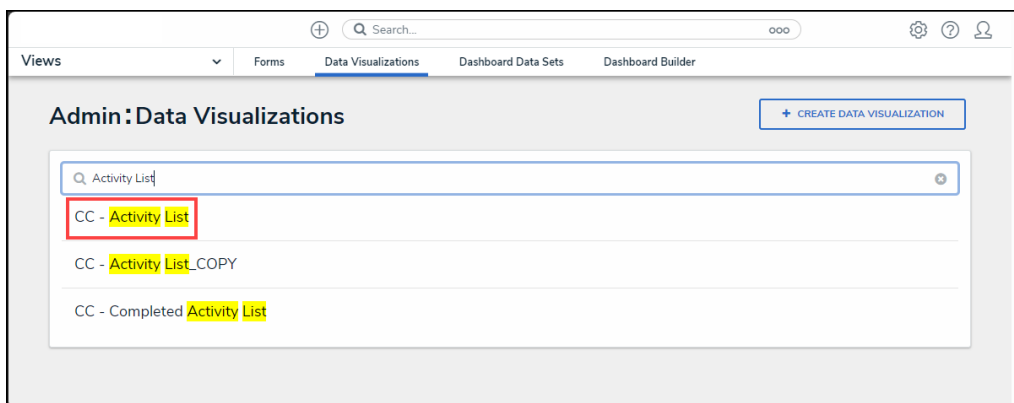 Search...
Views Forms Data Visualizations Dashboard Data Sets Dashboard Builder
Admin:Data Visualizations
+ CREATE DATA VISUALIZATION
Activity List
CC - Activity List
CC - Activity List_COPY
CC - Completed Activity List